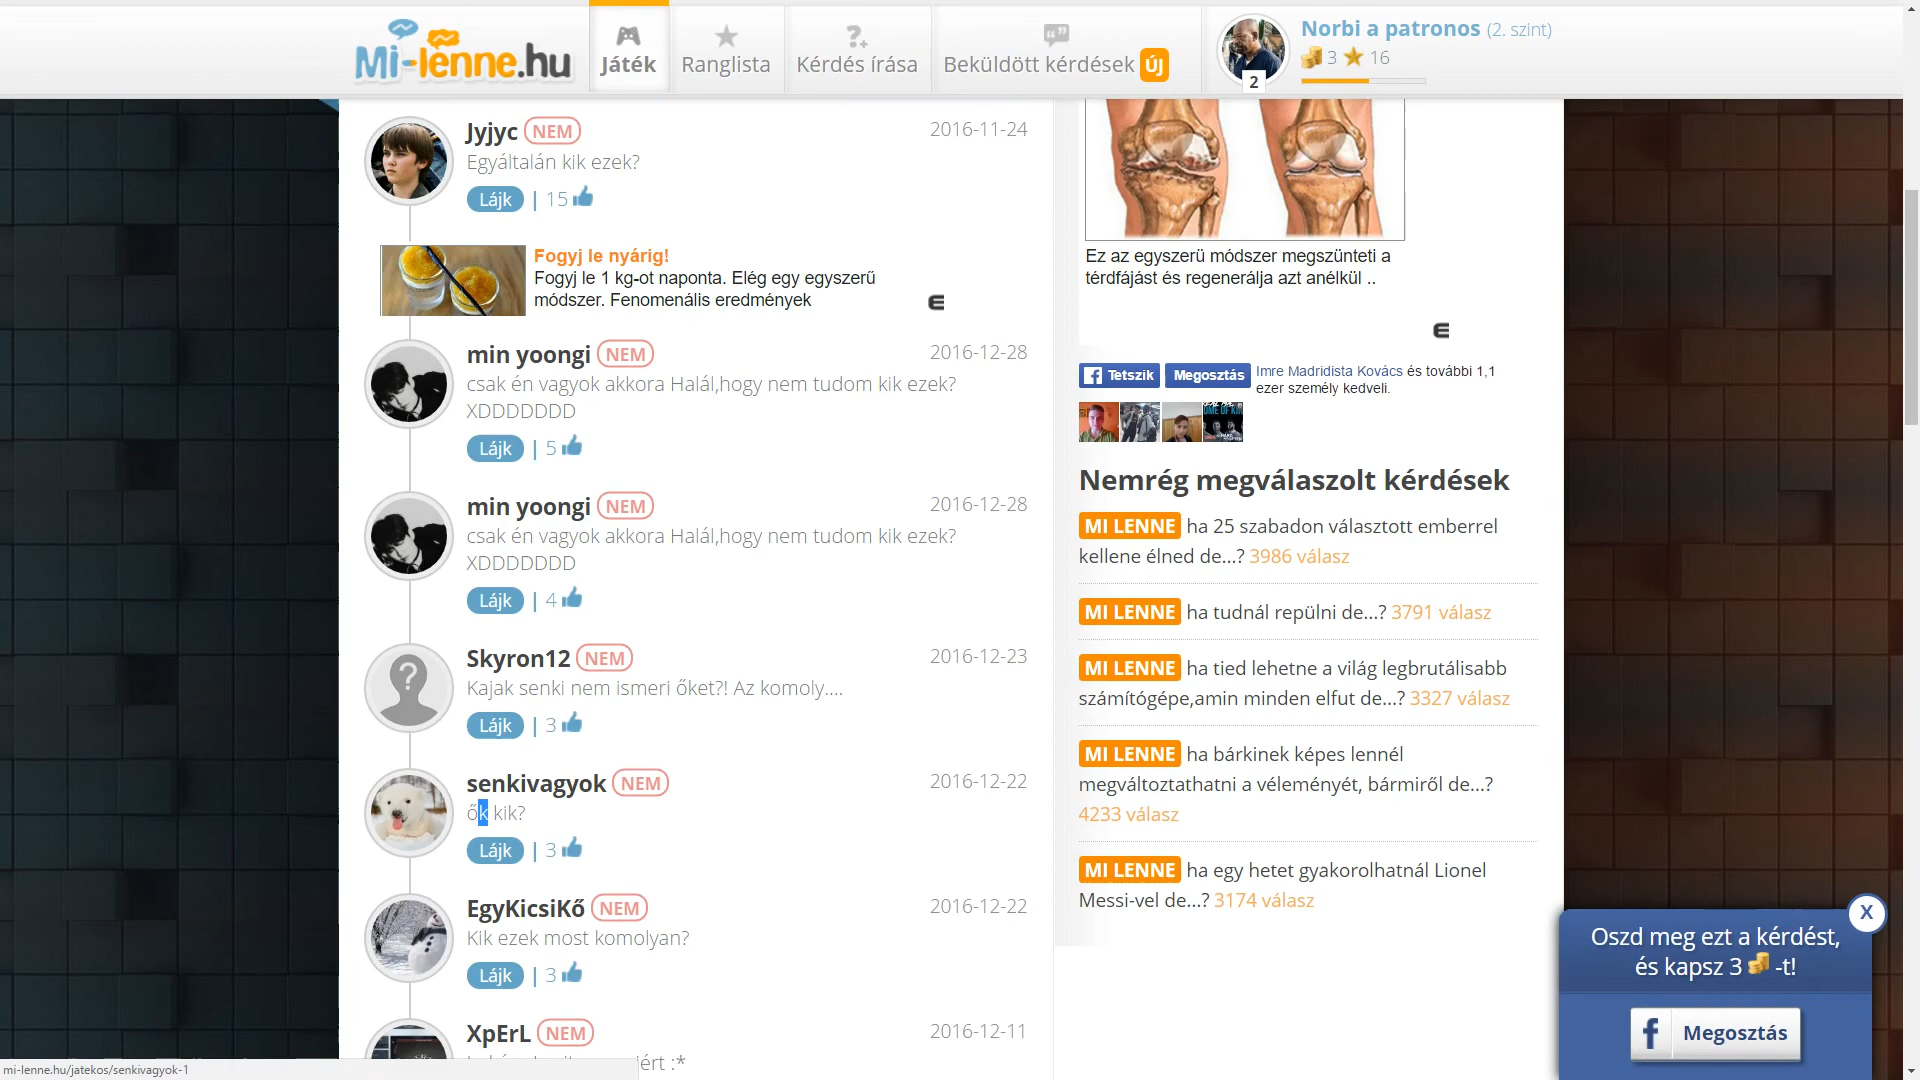 Mi-lenne.hu
Játék
Ranglista
Kérdés írása
Beküldött kérdések ÚJ
Norbi a patronos (2. szint)
3 16
2
Jyjyc NEM
2016-11-24
Egyáltalán kik ezek?
Lájk | 15
Fogyj le nyárig!
Fogyj le 1 kg-ot naponta. Elég egy egyszerű
módszer. Fenomenális eredmények
min yoongi NEM
2016-12-28
csak én vagyok akkora Halál,hogy nem tudom kik ezek?
XDDDDDDD
Lájk | 5
min yoongi NEM
2016-12-28
csak én vagyok akkora Halál,hogy nem tudom kik ezek?
XDDDDDDD
Lájk | 4
Skyron12 NEM
2016-12-23
Kajak senki nem ismeri őket?! Az komoly....
Lájk | 3
senkivagyok NEM
2016-12-22
ők kik?
Lájk | 3
EgyKicsiKő NEM
2016-12-22
Kik ezek most komolyan?
Lájk | 3
XpErL NEM
2016-12-11
:*
mi-lenne.hu/jatekos/senkivagyok-1
Ez az egyszerü módszer megszünteti a
térdfájást és regenerálja azt anélkül ..
Tetszik Megosztás
Imre Madridista Kovács és további 1,1
ezer személy kedveli.
Nemrég megválaszolt kérdések
MI LENNE ha 25 szabadon választott emberrel
kellene élned de...? 3986 válasz
MI LENNE ha tudnál repülni de...? 3791 válasz
MI LENNE ha tied lehetne a világ legbrutálisabb
számítógépe,amin minden elfut de...? 3327 válasz
MI LENNE ha bárkinek képes lennél
megváltoztathatni a véleményét, bármiről de...?
4233 válasz
MI LENNE ha egy hetet gyakorolhatnál Lionel
Messi-vel de...? 3174 válasz
X
Oszd meg ezt a kérdést,
és kapsz 3 -t!
Megosztás